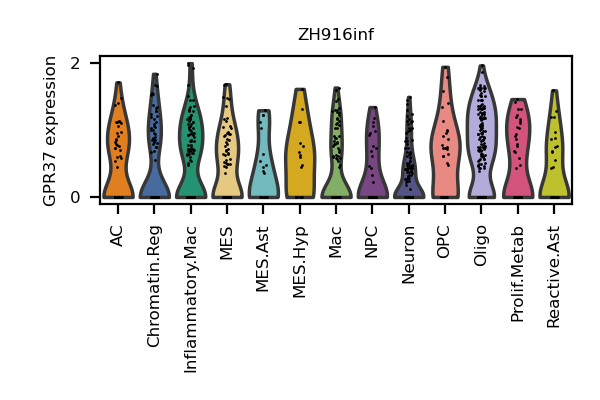 ZH916inf
GPR37 expression
2
0
AC
Chromatin.Reg
Inflammatory.Mac
MES
MES.Ast
MES.Hyp
Mac
NPC
Neuron
OPC
Oligo
Prolif.Metab
Reactive.Ast